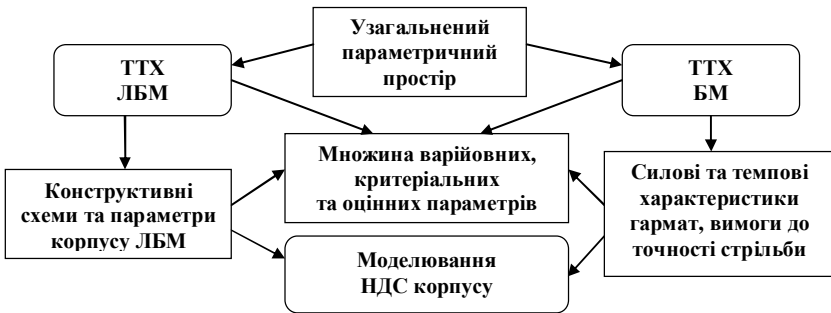 Узагальнений
параметричний
простір
ТТХ
ЛБМ
ТТХ
БМ
Множина варійовних,
критеріальних
та оцінних параметрів
Конструктивні
схеми та параметри
корпусу ЛБМ
Силові та темпові
характеристики
гармат, вимоги до
точності стрільби
Моделювання
НДС корпусу